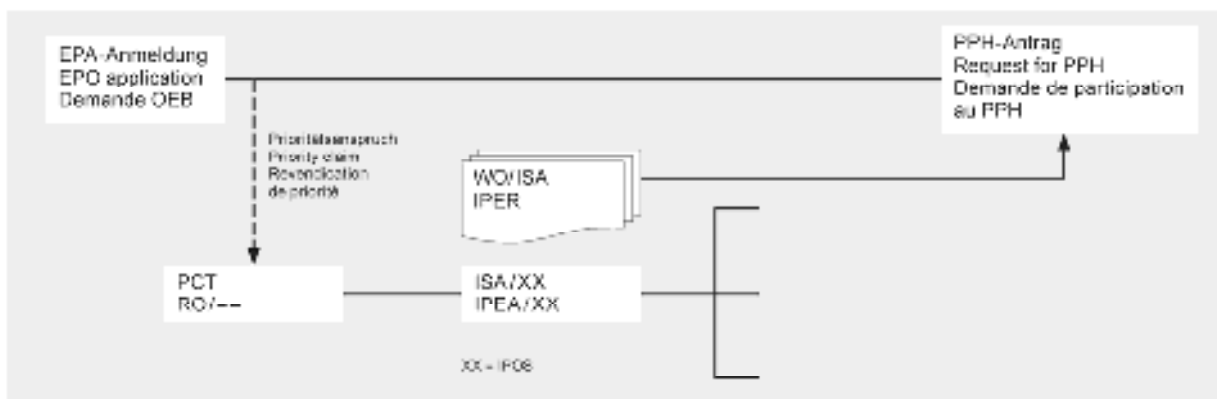 EPA-Anmeldung
EPO application
Demande OEB
PPH-Antrag
Request for PPH
Demande de participation
au PPH
Prioritätsanspruch
Priority claim
Revendication
de priorité
WO/ISA
IPER
PCT
RO/--
ISA/XX
IPEA/XX
XX = IPOS